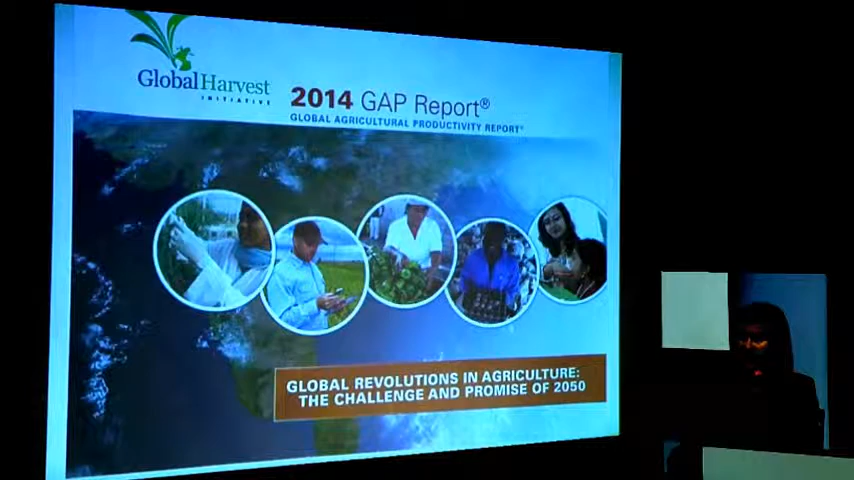 GlobalHarvest
INITIATIVE
2014 GAP Report®
GLOBAL AGRICULTURAL PRODUCTIVITY REPORT®
GLOBAL REVOLUTIONS IN AGRICULTURE:
THE CHALLENGE AND PROMISE OF 2050